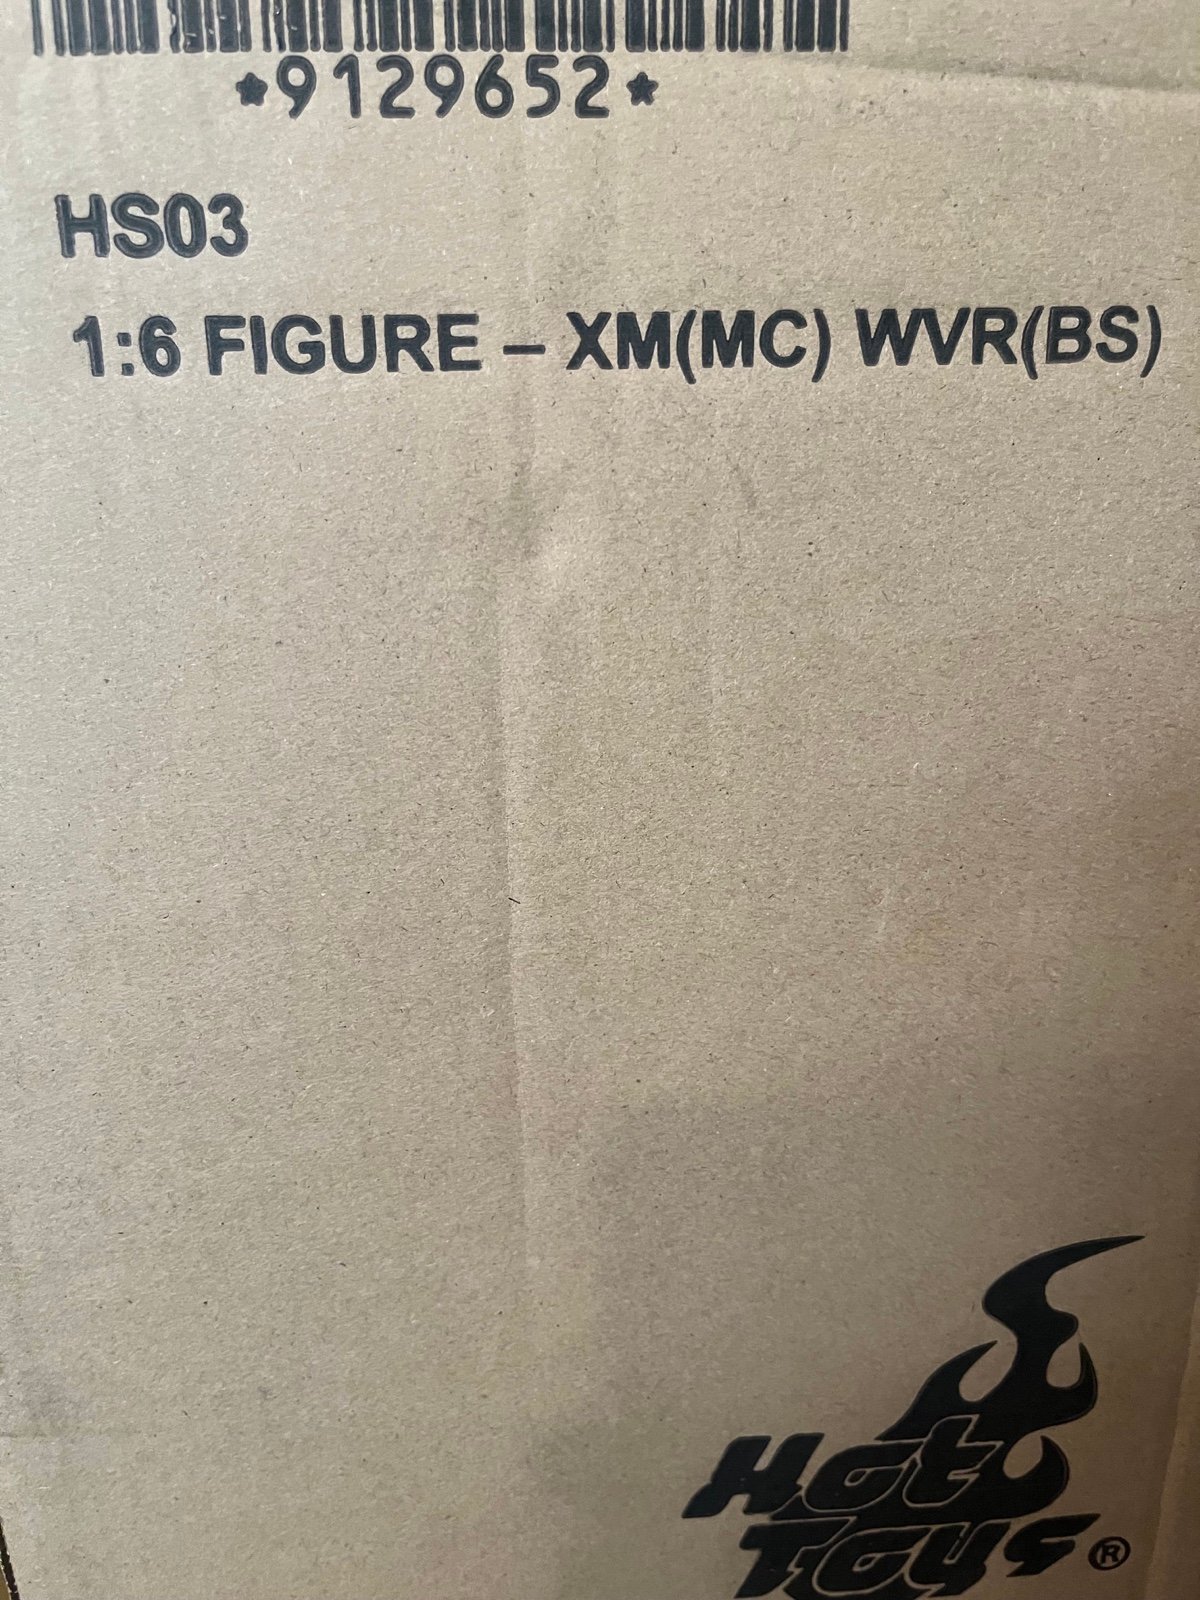 *9129652*
HS03
1:6 FIGURE – XM(MC) WVR(BS)
Hot
Toys®